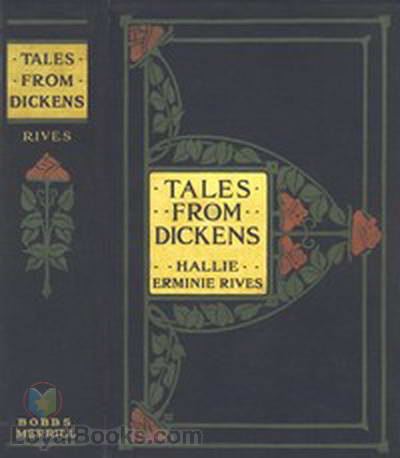 · TALES ·
· FROM ·
DICKENS
RIVES
BOBBS
MERRILL
· TALES ·
· · FROM · ·
DICKENS
· · HALLIE · ·
ERMINIE RIVES
LoyalBooks.com